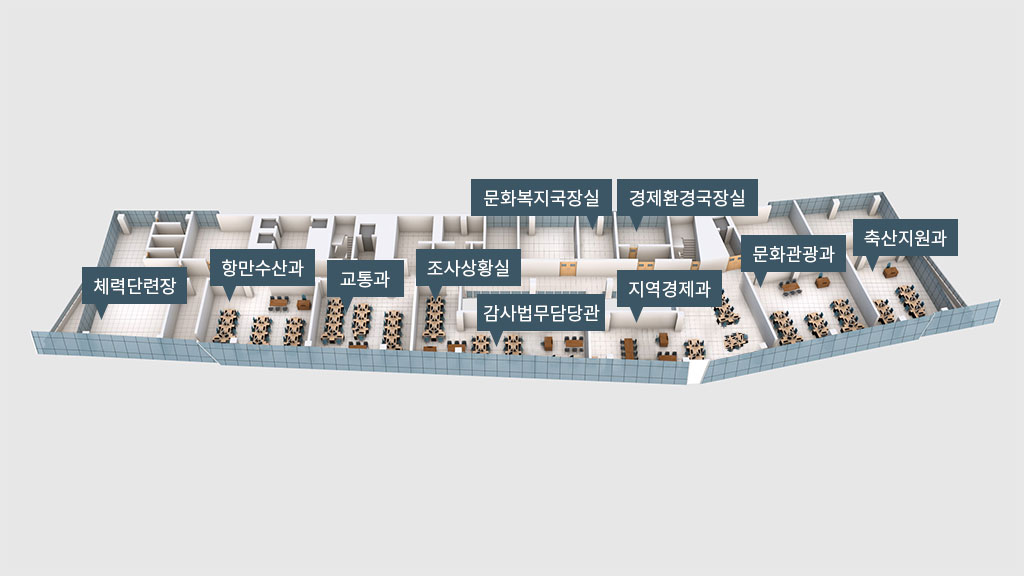 문화복지국장실
경제환경국장실
축산지원과
문화관광과
항만수산과
조사상황실
교통과
체력단련장
지역경제과
감사법무담당관